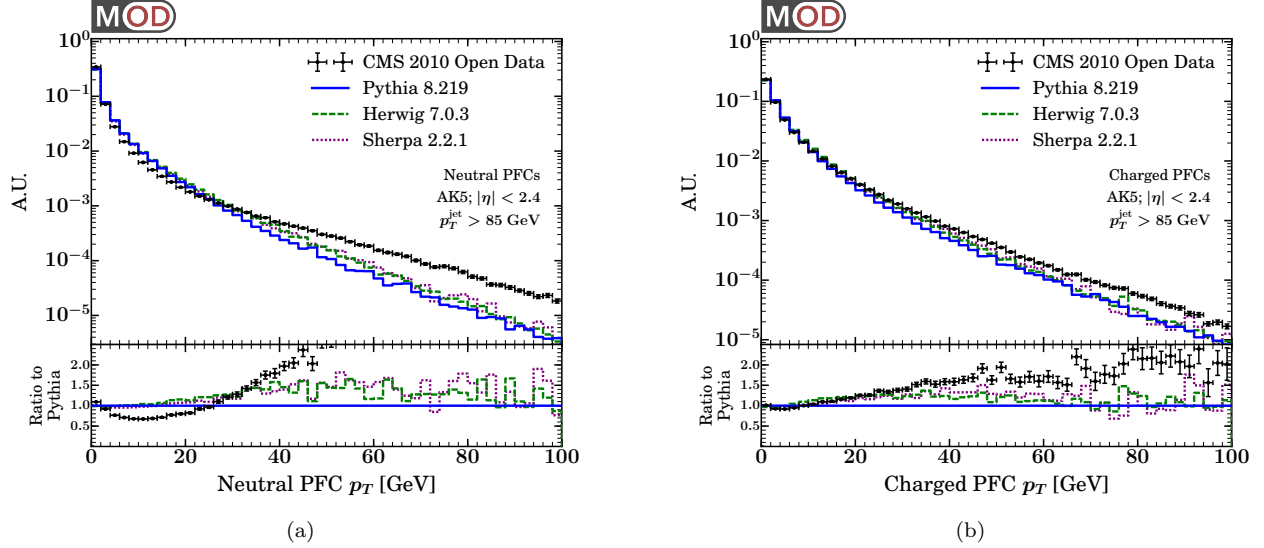 MOD
10⁰
10⁻¹
10⁻²
10⁻³
10⁻⁴
10⁻⁵
A.U.
CMS 2010 Open Data
Pythia 8.219
Herwig 7.0.3
Sherpa 2.2.1
Neutral PFCs
AK5; |η| < 2.4
p_T^jet > 85 GeV
2.0
1.5
1.0
0.5
Ratio to
Pythia
0 20 40 60 80 100
Neutral PFC p_T [GeV]
(a)
MOD
10⁰
10⁻¹
10⁻²
10⁻³
10⁻⁴
10⁻⁵
A.U.
CMS 2010 Open Data
Pythia 8.219
Herwig 7.0.3
Sherpa 2.2.1
Charged PFCs
AK5; |η| < 2.4
p_T^jet > 85 GeV
2.0
1.5
1.0
0.5
Ratio to
Pythia
0 20 40 60 80 100
Charged PFC p_T [GeV]
(b)